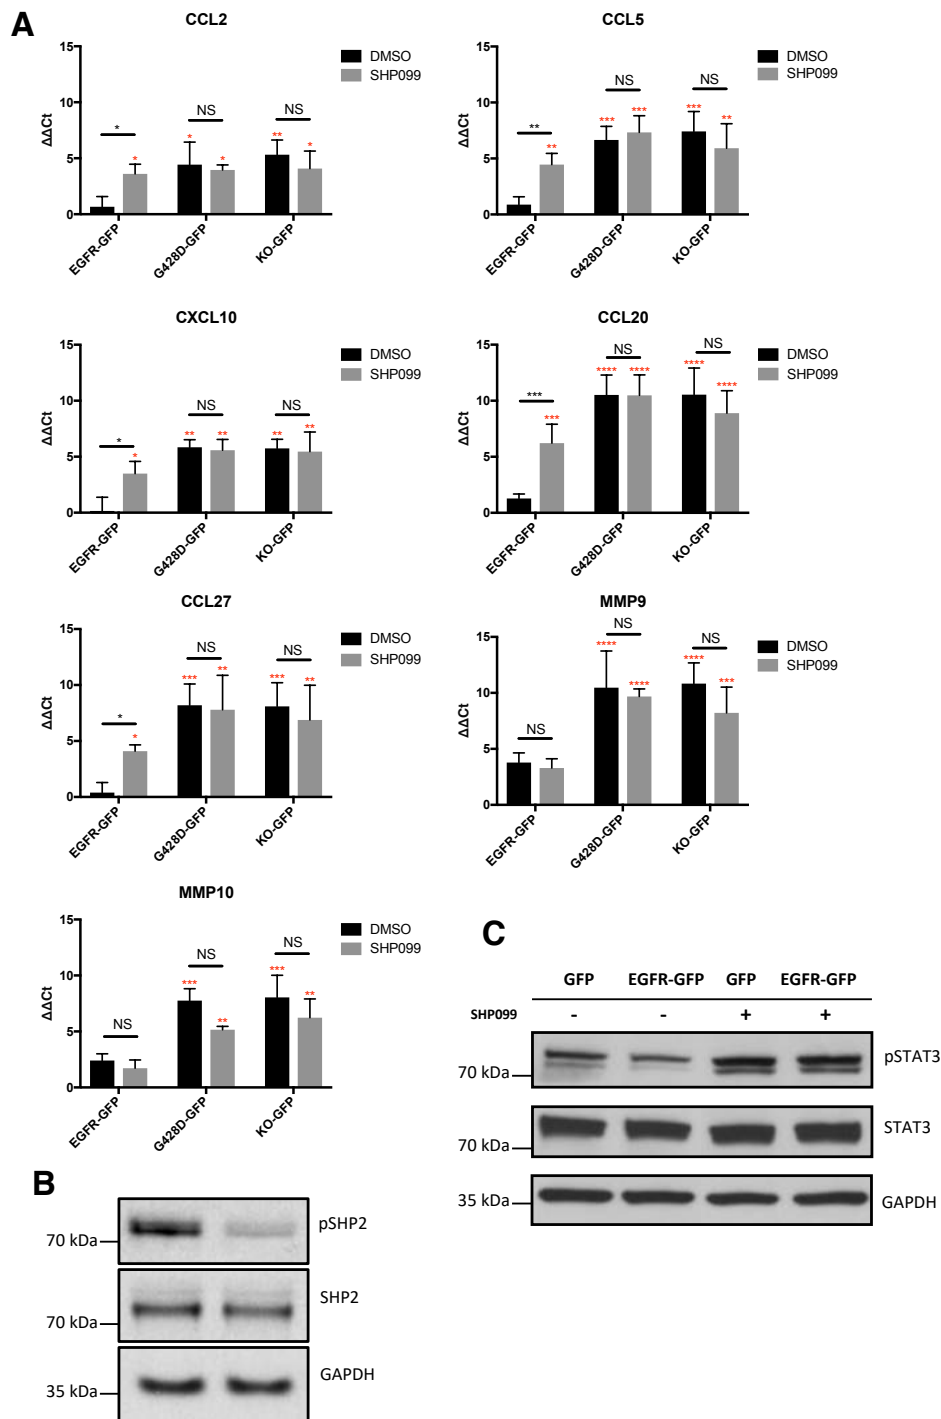 A
CCL2
15
10
5
0
ΔΔCt
*
*
NS
*
*
NS
**
*
EGFR-GFP
G428D-GFP
KO-GFP
DMSO
SHP099
CCL5
15
10
5
0
ΔΔCt
**
**
NS
***
***
NS
***
**
EGFR-GFP
G428D-GFP
KO-GFP
DMSO
SHP099
CXCL10
15
10
5
0
ΔΔCt
*
*
NS
**
**
NS
**
**
EGFR-GFP
G428D-GFP
KO-GFP
DMSO
SHP099
CCL20
15
10
5
0
ΔΔCt
***
***
NS
****
****
NS
****
****
EGFR-GFP
G428D-GFP
KO-GFP
DMSO
SHP099
CCL27
15
10
5
0
ΔΔCt
*
*
NS
***
**
NS
***
**
EGFR-GFP
G428D-GFP
KO-GFP
DMSO
SHP099
MMP9
15
10
5
0
ΔΔCt
NS
NS
****
****
NS
****
***
EGFR-GFP
G428D-GFP
KO-GFP
DMSO
SHP099
MMP10
15
10
5
0
ΔΔCt
NS
NS
***
**
NS
***
**
EGFR-GFP
G428D-GFP
KO-GFP
DMSO
SHP099
B
70 kDa
pSHP2
70 kDa
SHP2
35 kDa
GAPDH
C
GFP EGFR-GFP GFP EGFR-GFP
SHP099 - - + +
70 kDa
pSTAT3
70 kDa
STAT3
35 kDa
GAPDH